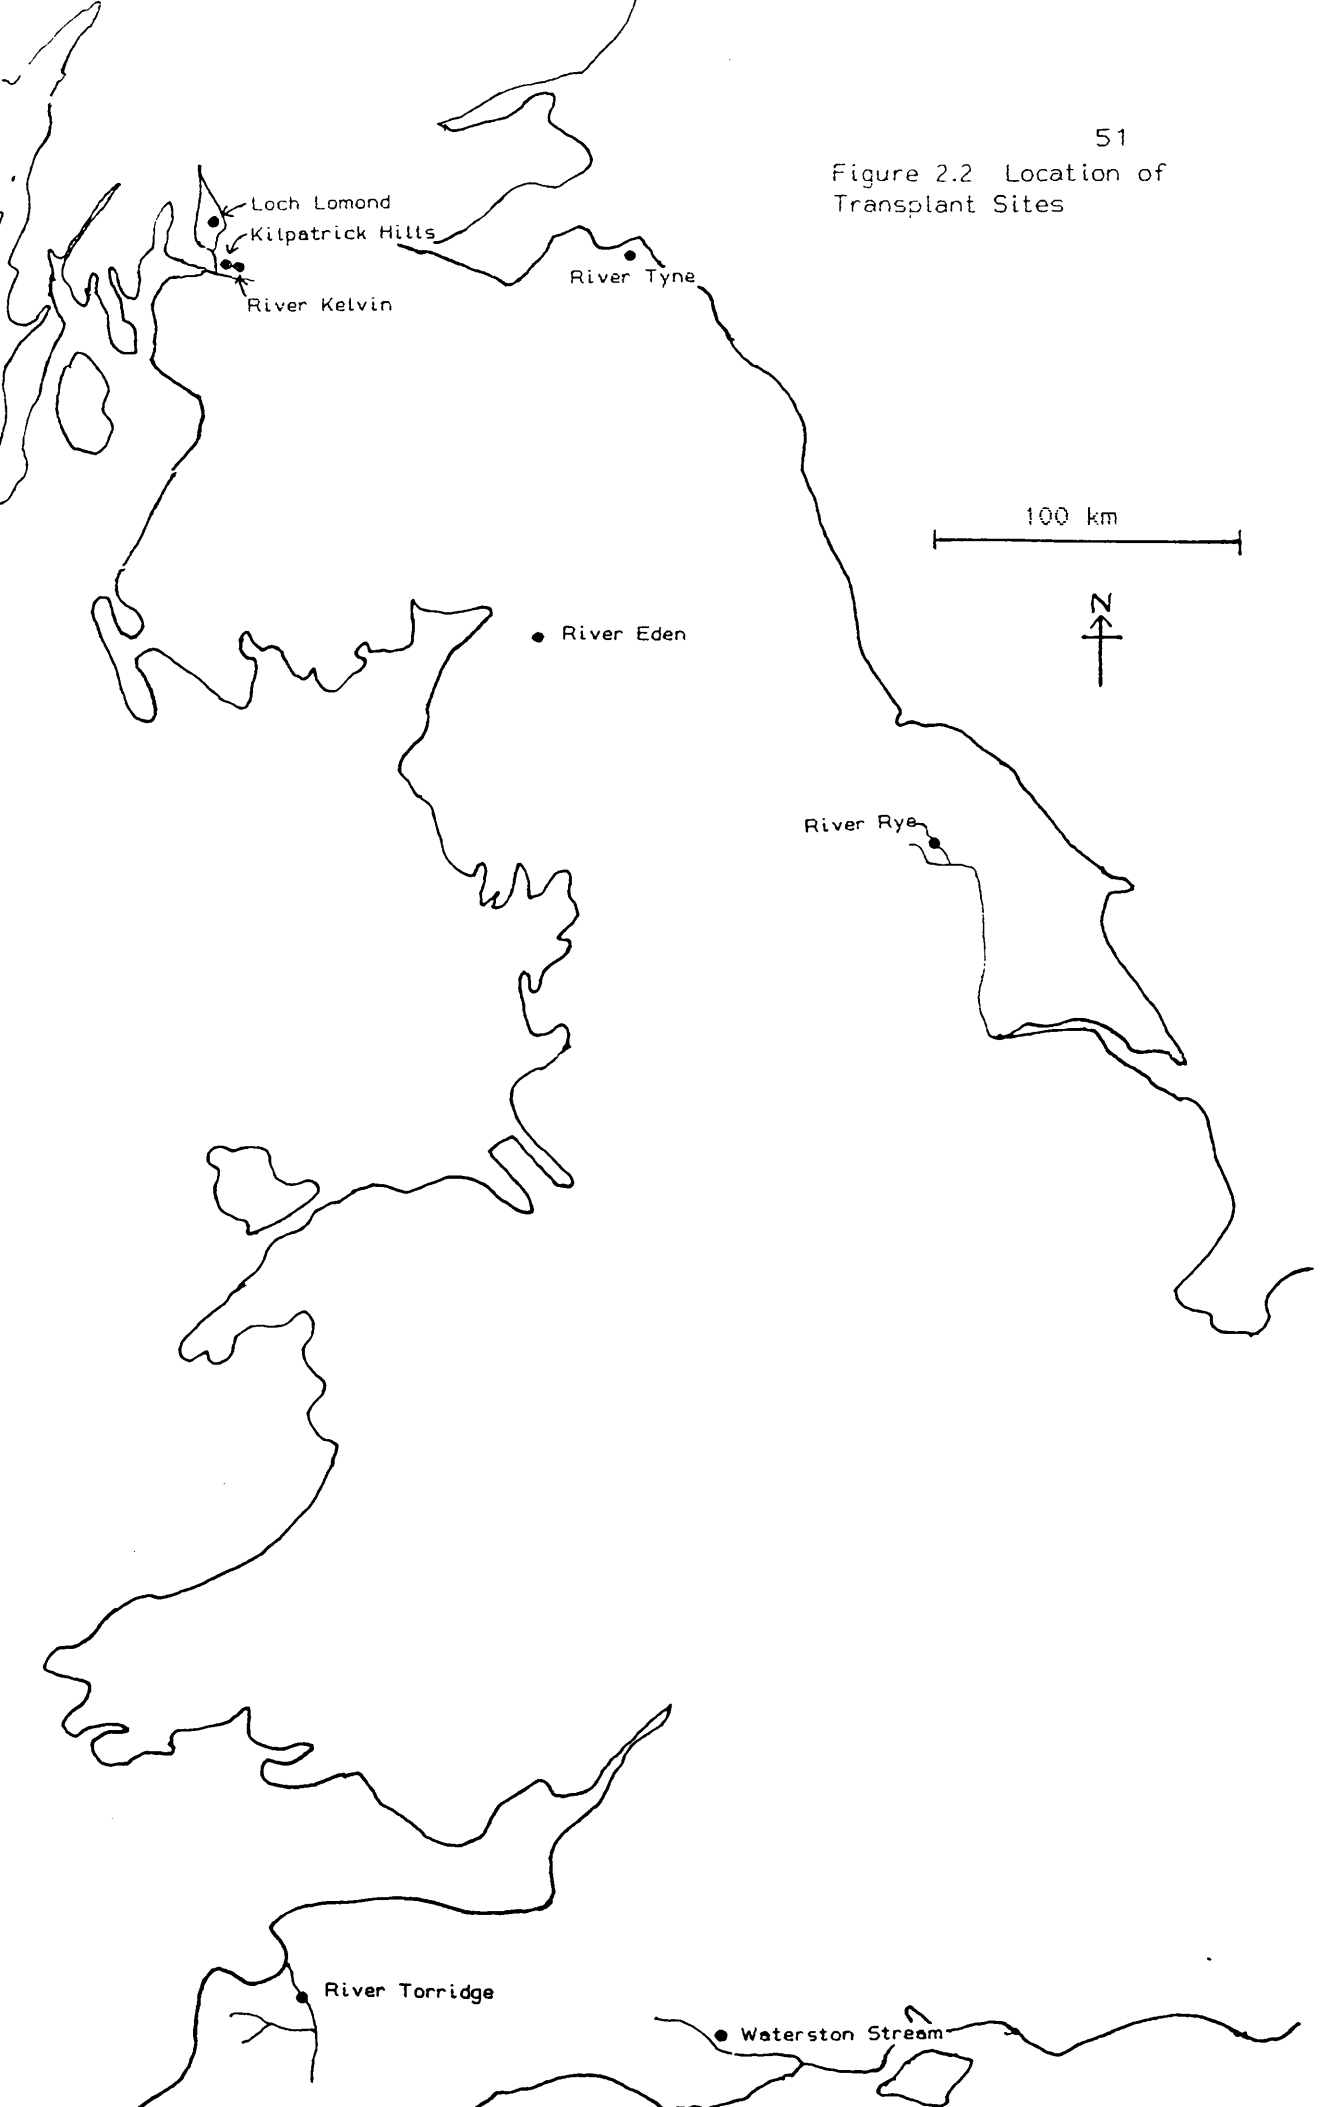 51
Figure 2.2 Location of
Transplant Sites
Loch Lomond
Kilpatrick Hills
River Tyne
River Kelvin
100 km
N
River Eden
River Rye
River Torridge
Waterston Stream